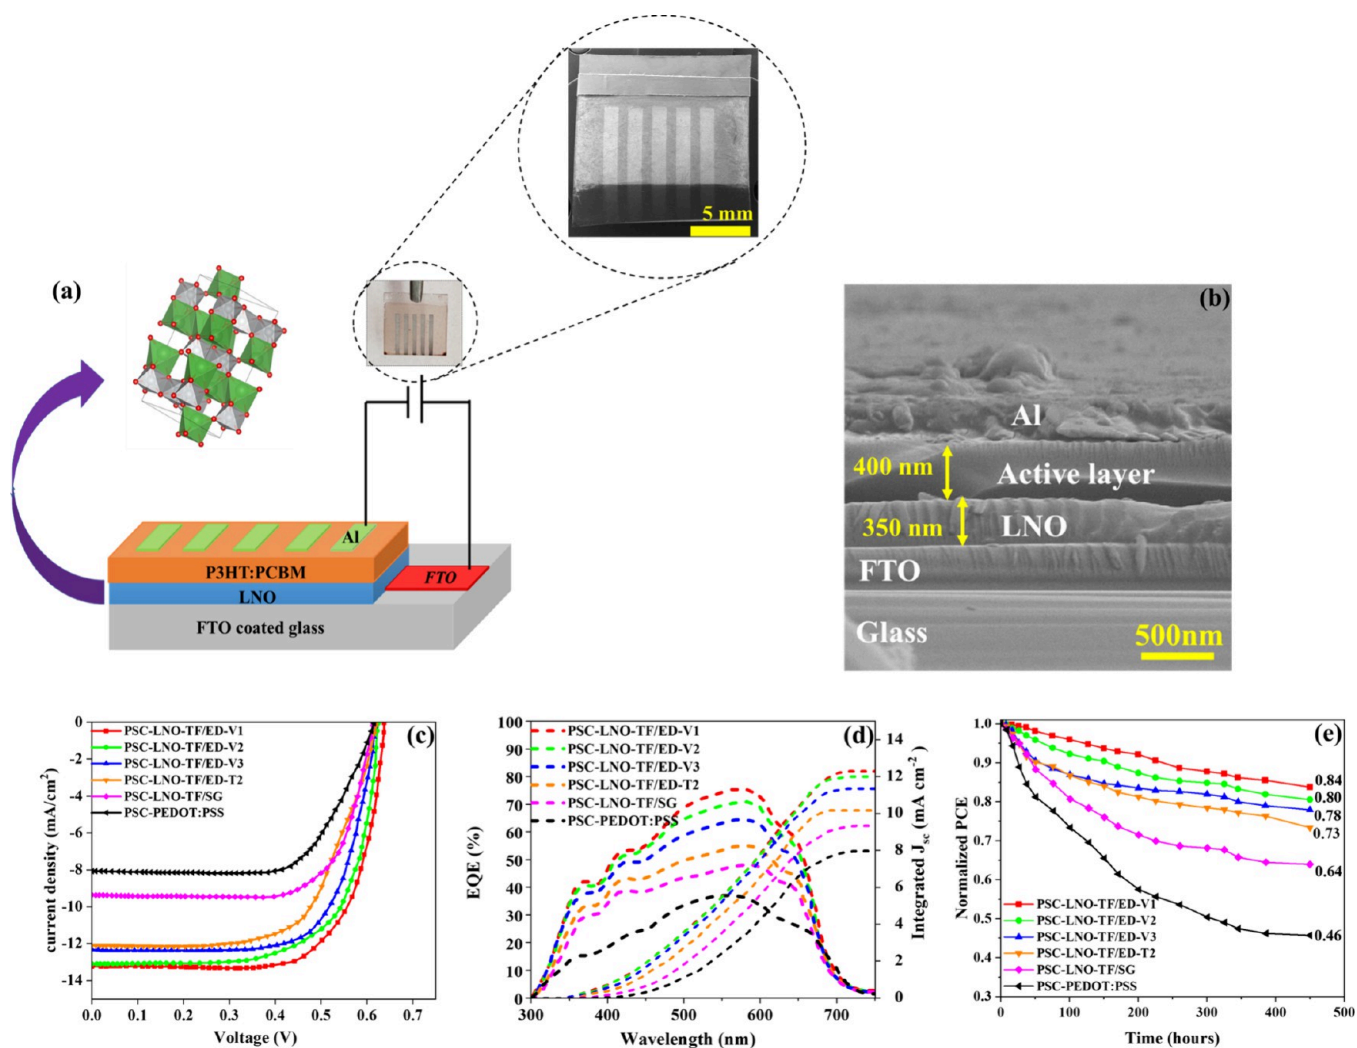 5 mm
(a)
Al
P3HT:PCBM
LNO
FTO
FTO coated glass
(b)
Al
400 nm
Active layer
350 nm
LNO
FTO
Glass
500nm
(c)
0
-2
-4
-6
-8
-10
-12
-14
current density (mA/cm²)
PSC-LNO-TF/ED-V1
PSC-LNO-TF/ED-V2
PSC-LNO-TF/ED-V3
PSC-LNO-TF/ED-T2
PSC-LNO-TF/SG
PSC-PEDOT:PSS
0.0 0.1 0.2 0.3 0.4 0.5 0.6 0.7
Voltage (V)
(d)
100
90
80
70
60
50
40
30
20
10
0
EQE (%)
PSC-LNO-TF/ED-V1
PSC-LNO-TF/ED-V2
PSC-LNO-TF/ED-V3
PSC-LNO-TF/ED-T2
PSC-LNO-TF/SG
PSC-PEDOT:PSS
14
12
10
8
6
4
2
0
Integrated Jsc (mA cm⁻²)
300 400 500 600 700
Wavelength (nm)
(e)
1.0
0.9
0.8
0.7
0.6
0.5
0.4
0.3
Normalized PCE
0.84
0.80
0.78
0.73
0.64
0.46
PSC-LNO-TF/ED-V1
PSC-LNO-TF/ED-V2
PSC-LNO-TF/ED-V3
PSC-LNO-TF/ED-T2
PSC-LNO-TF/SG
PSC-PEDOT:PSS
0 100 200 300 400 500
Time (hours)